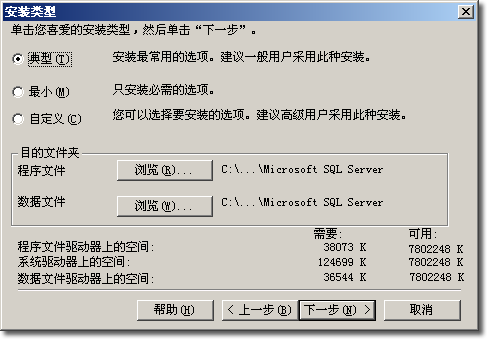 安装类型
单击您喜爱的安装类型，然后单击“下一步”。
典型(T) 安装最常用的选项。建议一般用户采用此种安装。
最小(M) 只安装必需的选项。
自定义(C) 您可以选择要安装的选项。建议高级用户采用此种安装。
目的文件夹
程序文件 浏览(R)... C:\...\Microsoft SQL Server
数据文件 浏览(W)... C:\...\Microsoft SQL Server
需要: 可用:
程序文件驱动器上的空间: 38073 K 7802248 K
系统驱动器上的空间: 124699 K 7802248 K
数据文件驱动器上的空间: 36544 K 7802248 K
帮助(H) < 上一步(B) 下一步(N) > 取消